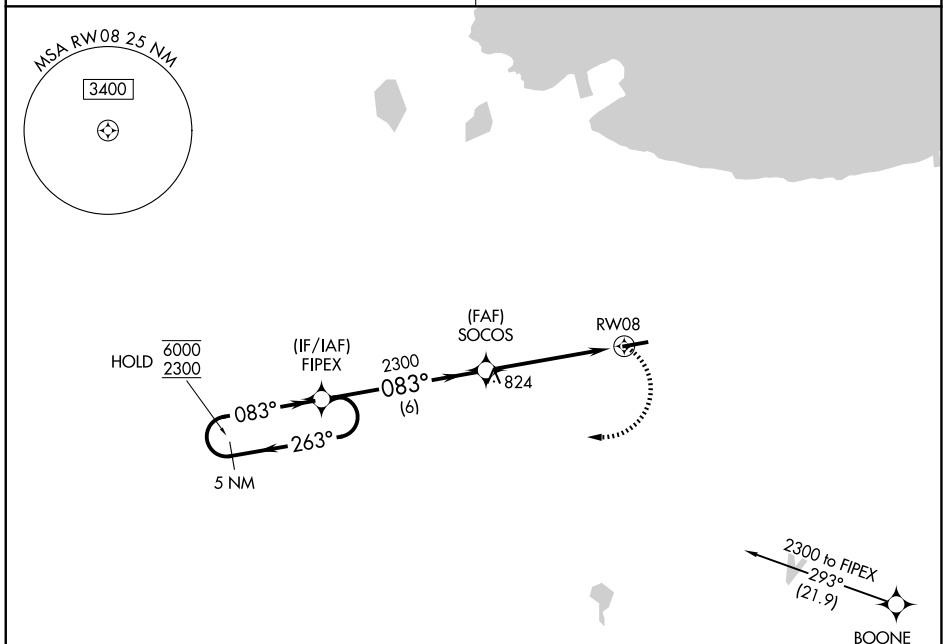 MSA RW08 25 NM
3400
(FAF)
SOCOS
RW08
(IF/IAF)
FIPEX
HOLD
6000
2300
2300
083°
(6)
824
083°
263°
5 NM
2300 to FIPEX
293°
(21.9)
BOONE